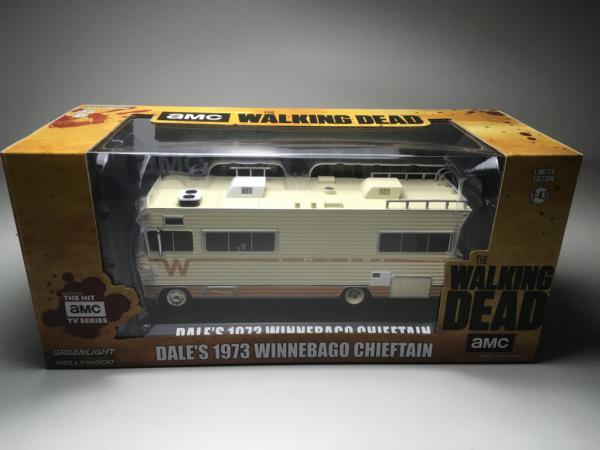 amc THE WALKING DEAD
LIMITED
EDITION
1:43
W
THE
WALKING
DEAD
amc
THE HIT
amc
TV SERIES
GREENLIGHT
HOLLYWOOD
DALE'S 1973 WINNEBAGO CHIEFTAIN
DALE'S 1973 WINNEBAGO CHIEFTAIN